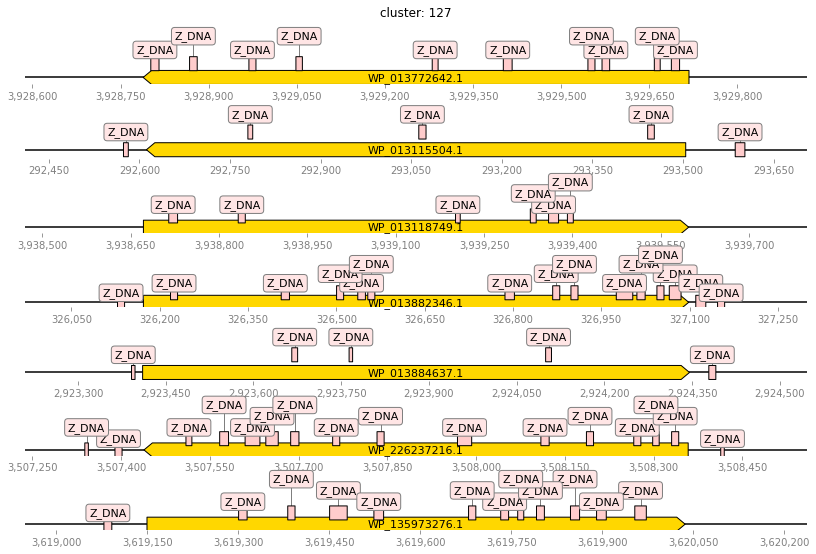 cluster: 127
Z_DNA Z_DNA Z_DNA
Z_DNA Z_DNA Z_DNA Z_DNA Z_DNA Z_DNA Z_DNA
WP_013772642.1
3,928,600 3,928,750 3,928,900 3,929,050 3,929,200 3,929,350 3,929,500 3,929,650 3,929,800
Z_DNA Z_DNA Z_DNA Z_DNA Z_DNA
WP_013115504.1
292,450 292,600 292,750 292,900 293,050 293,200 293,350 293,500 293,650
Z_DNA
Z_DNA
Z_DNA Z_DNA Z_DNA Z_DNA
WP_013118749.1
3,938,500 3,938,650 3,938,800 3,938,950 3,939,100 3,939,250 3,939,400 3,939,550 3,939,700
Z_DNA
Z_DNA Z_DNA
Z_DNA Z_DNA Z_DNA Z_DNA
Z_DNA Z_DNA Z_DNA Z_DNA Z_DNA Z_DNA Z_DNA
WP_013882346.1
326,050 326,200 326,350 326,500 326,650 326,800 326,950 327,100 327,250
Z_DNA Z_DNA Z_DNA
Z_DNA Z_DNA
WP_013884637.1
2,923,300 2,923,450 2,923,600 2,923,750 2,923,900 2,924,050 2,924,200 2,924,350 2,924,500
Z_DNA Z_DNA Z_DNA
Z_DNA Z_DNA Z_DNA Z_DNA
Z_DNA Z_DNA Z_DNA Z_DNA Z_DNA Z_DNA Z_DNA
Z_DNA Z_DNA
WP_226237216.1
3,507,250 3,507,400 3,507,550 3,507,700 3,507,850 3,508,000 3,508,150 3,508,300 3,508,450
Z_DNA Z_DNA Z_DNA
Z_DNA Z_DNA Z_DNA Z_DNA
Z_DNA Z_DNA Z_DNA Z_DNA
Z_DNA
WP_135973276.1
3,619,000 3,619,150 3,619,300 3,619,450 3,619,600 3,619,750 3,619,900 3,620,050 3,620,200